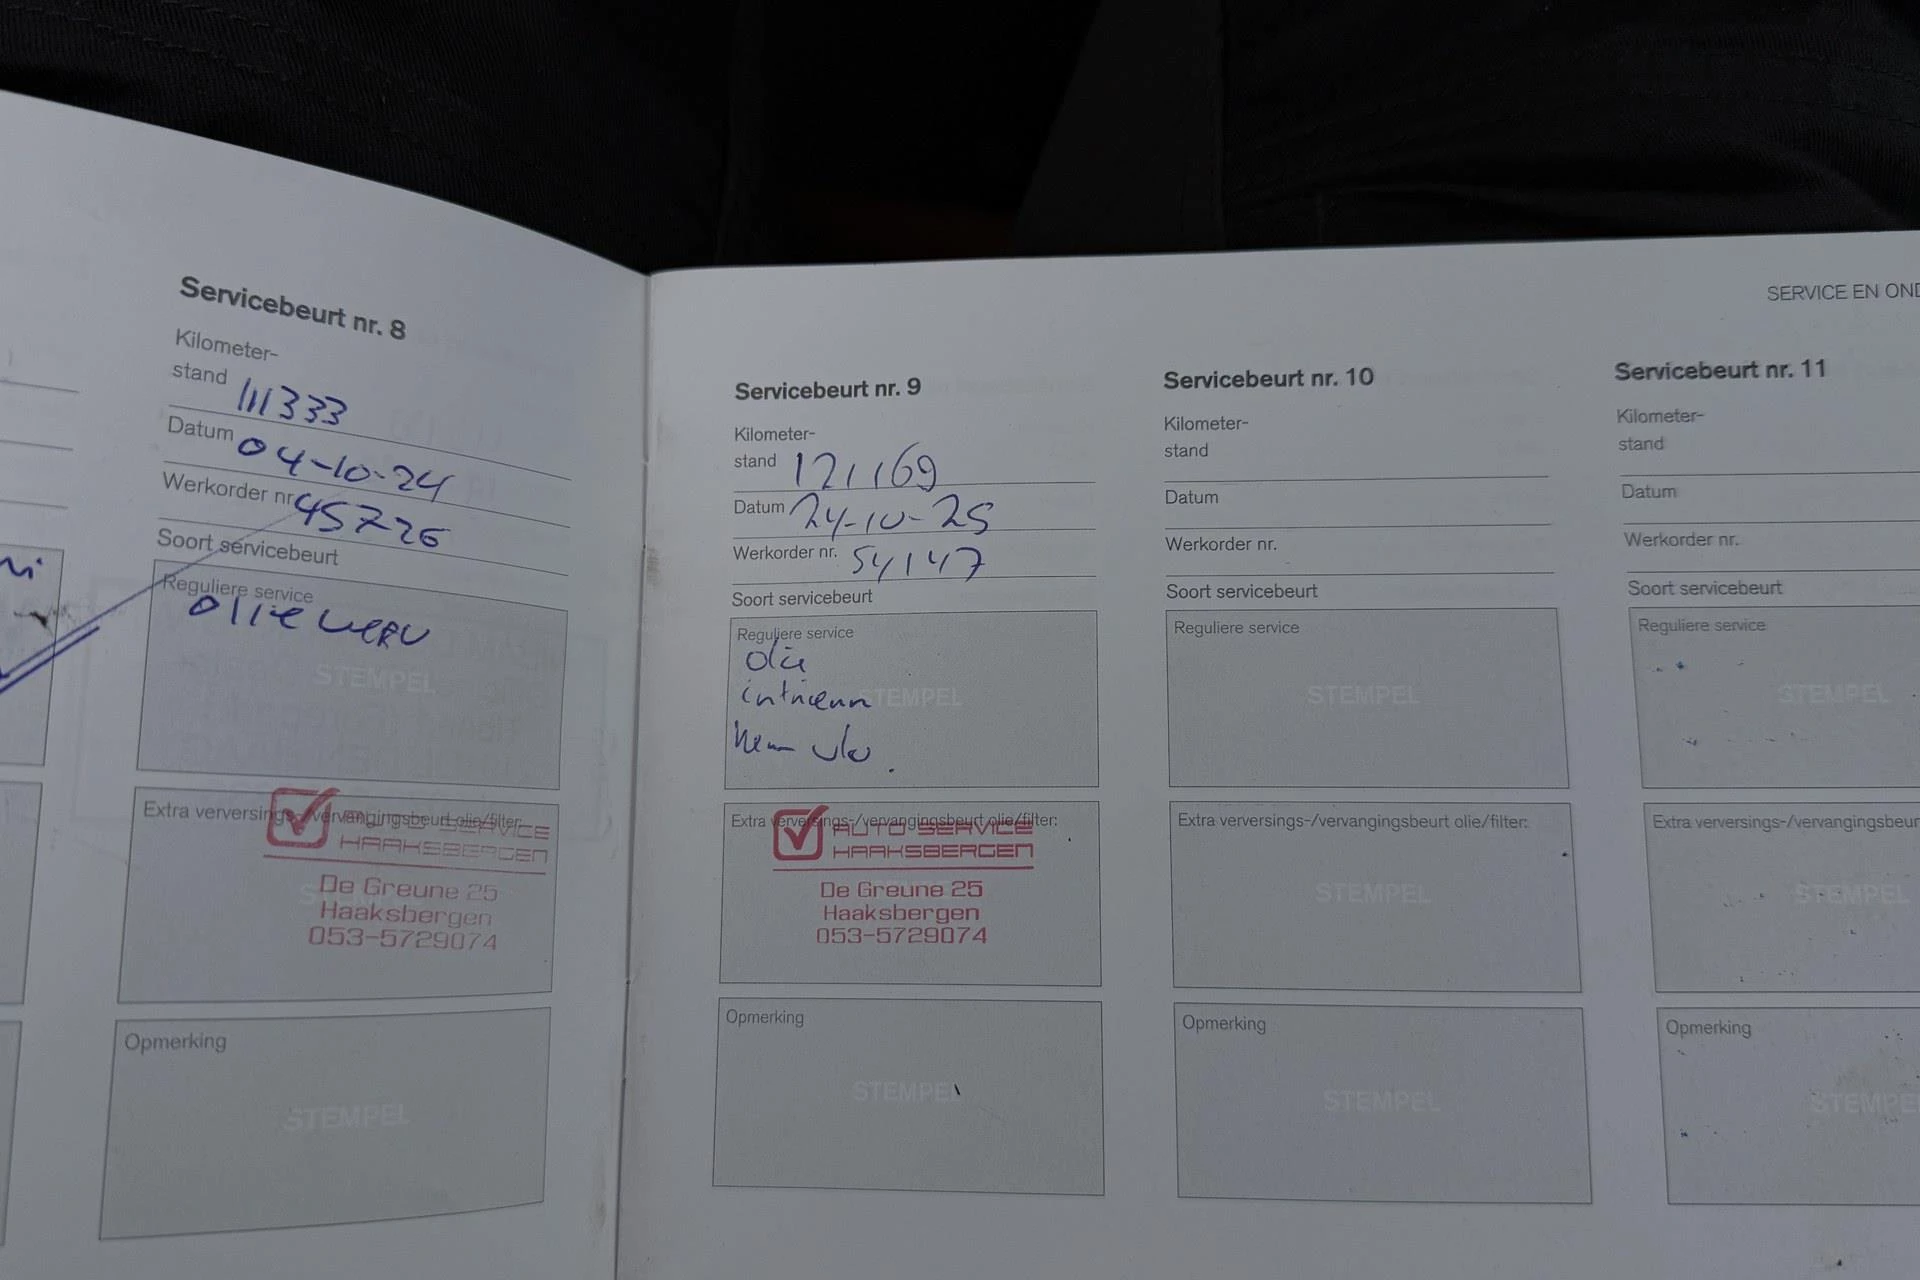 Servicebeurt nr. 8
Kilometer-
stand 111333
Datum 04-10-24
Werkorder nr. 45726
Soort servicebeurt
Reguliere service
olie verv
STEMPEL
Extra verversings-/vervangingsbeurt olie/filter:
AUTO SERVICE
HAAKSBERGEN
De Greune 25
Haaksbergen
053-5729074
Opmerking
STEMPEL
SERVICE EN OND
Servicebeurt nr. 9
Kilometer-
stand 121169
Datum 24-10-25
Werkorder nr. 54147
Soort servicebeurt
Reguliere service
olie
STEMPEL
Extra verversings-/vervangingsbeurt olie/filter:
AUTO SERVICE
HAAKSBERGEN
De Greune 25
Haaksbergen
053-5729074
Opmerking
STEMPEL
Servicebeurt nr. 10
Kilometer-
stand
Datum
Werkorder nr.
Soort servicebeurt
Reguliere service
STEMPEL
Extra verversings-/vervangingsbeurt olie/filter:
STEMPEL
Opmerking
STEMPEL
Servicebeurt nr. 11
Kilometer-
stand
Datum
Werkorder nr.
Soort servicebeurt
Reguliere service
STEMPEL
Extra verversings-/vervangingsbeur
STEMPEL
Opmerking
STEMPE